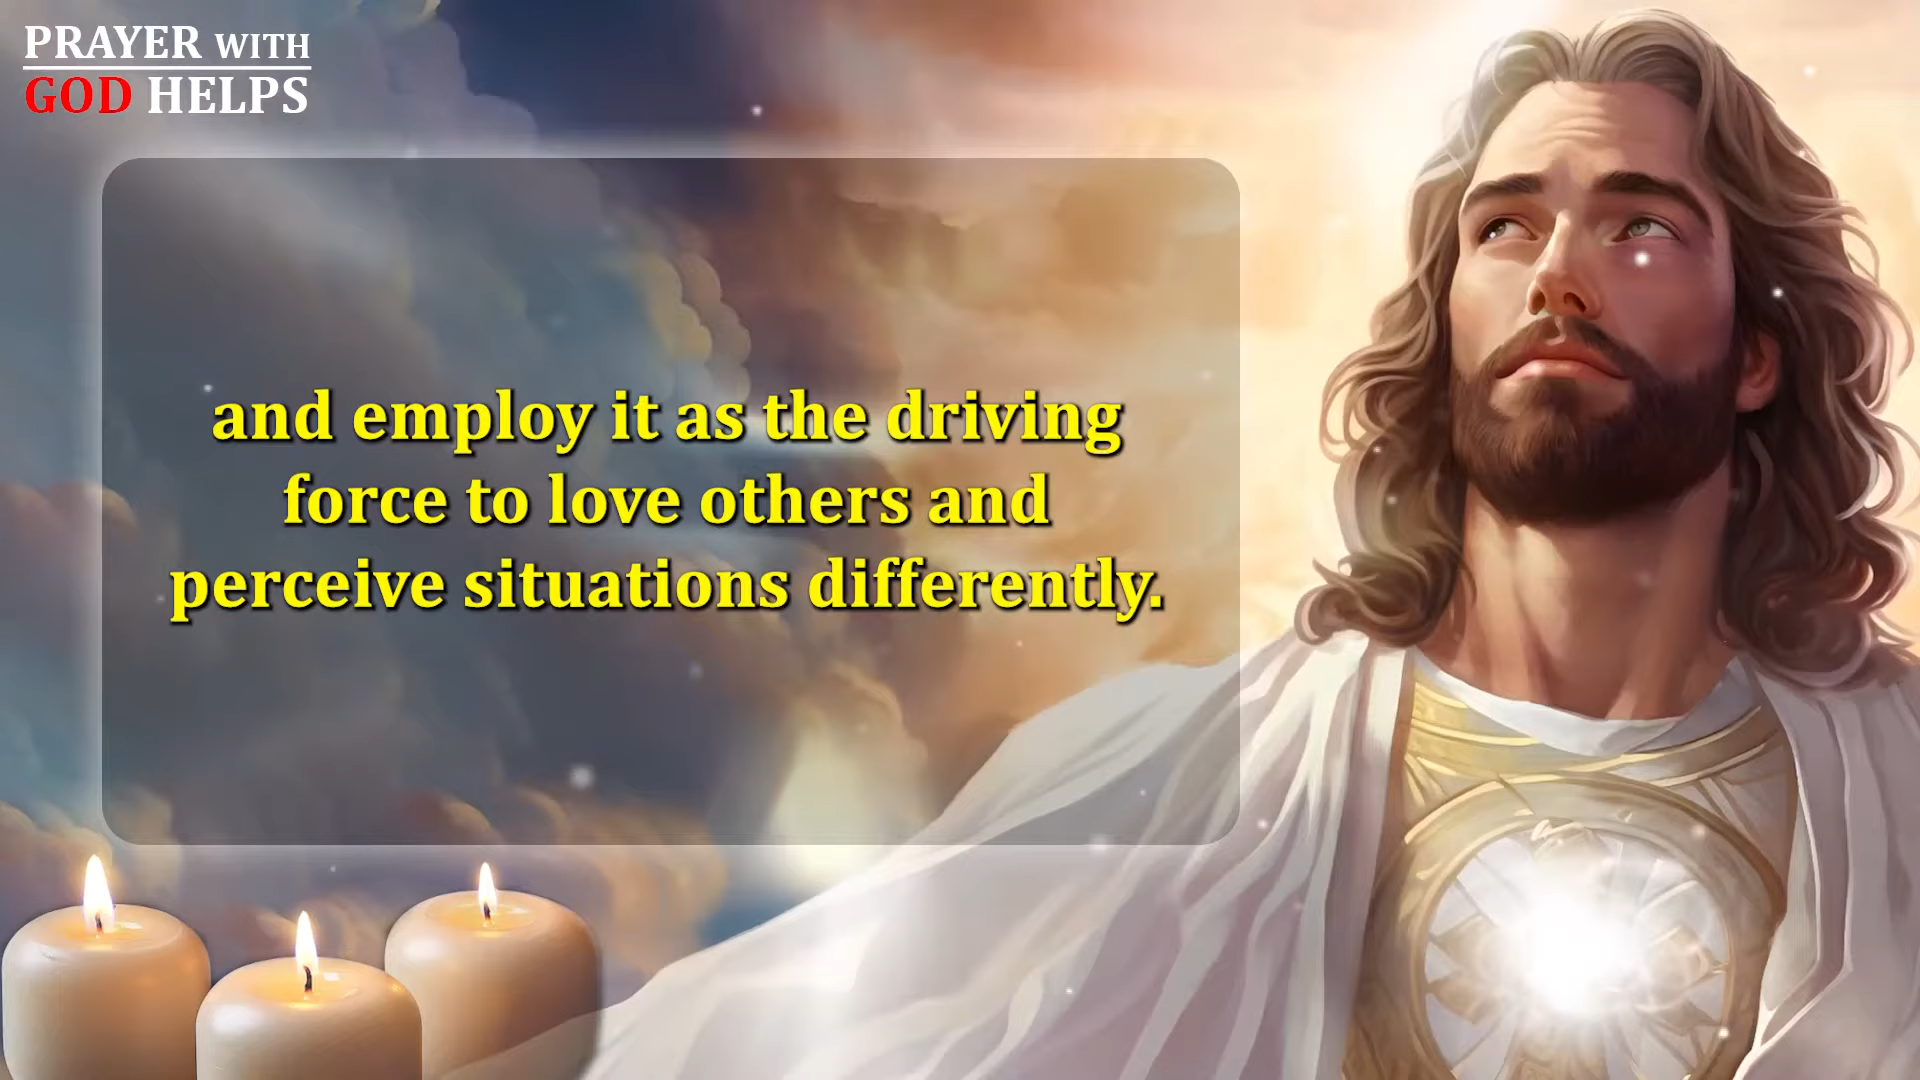 PRAYER WITH
GOD HELPS
and employ it as the driving
force to love others and
perceive situations differently.